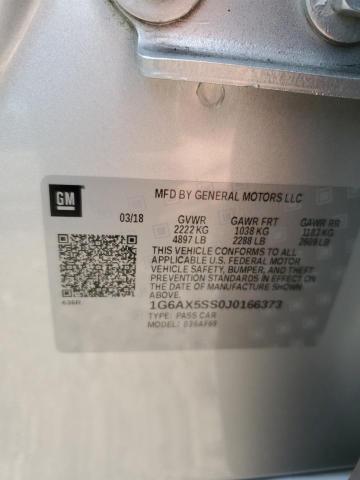 GM
MFD BY GENERAL MOTORS LLC
03/18 GVWR GAWR FRT GAWR RR
2222 KG 1038 KG 1183 KG
4897 LB 2288 LB 2609 LB
THIS VEHICLE CONFORMS TO ALL
APPLICABLE U.S. FEDERAL MOTOR
VEHICLE SAFETY, BUMPER, AND THEFT
PREVENTION STANDARDS IN EFFECT ON
THE DATE OF MANUFACTURE SHOWN
ABOVE.
636R 1G6AX5SS0J0166373
TYPE: PASS CAR
MODEL: